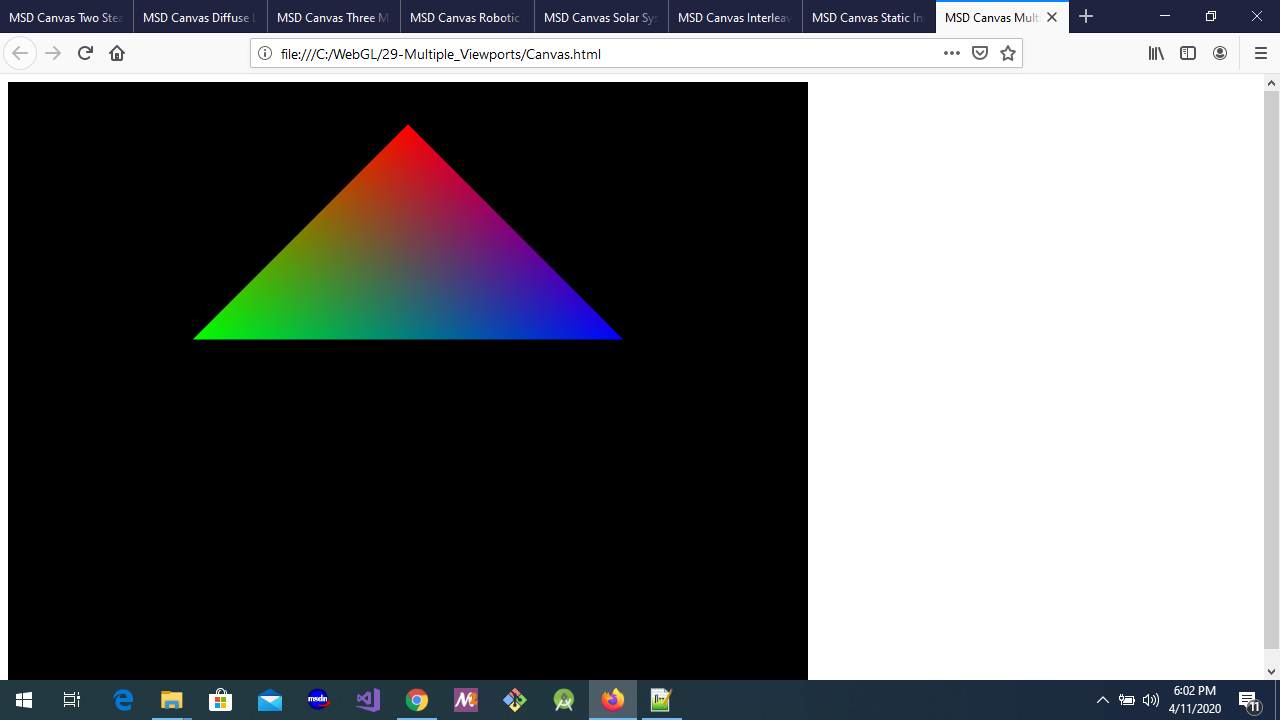 MSD Canvas Two Stea
MSD Canvas Diffuse L
MSD Canvas Three M
MSD Canvas Robotic
MSD Canvas Solar Sys
MSD Canvas Interleav
MSD Canvas Static In
MSD Canvas Mult
file:///C:/WebGL/29-Multiple_Viewports/Canvas.html
msdn
6:02 PM
4/11/2020
11